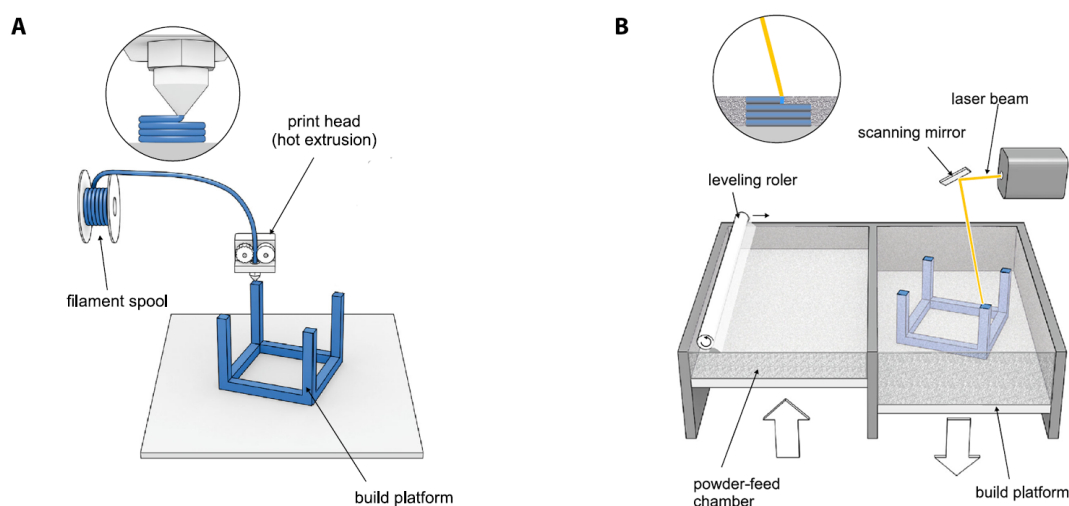 A
print head
(hot extrusion)
filament spool
build platform
B
laser beam
scanning mirror
leveling roler
powder-feed
chamber
build platform